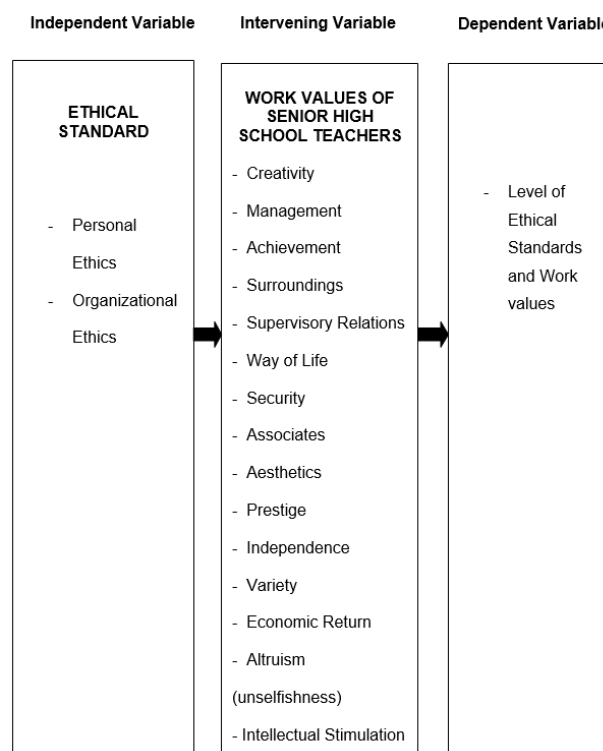 Independent Variable
Intervening Variable
Dependent Variable
ETHICAL
STANDARD
- Personal
Ethics
- Organizational
Ethics
WORK VALUES OF
SENIOR HIGH
SCHOOL TEACHERS
- Creativity
- Management
- Achievement
- Surroundings
- Supervisory Relations
- Way of Life
- Security
- Associates
- Aesthetics
- Prestige
- Independence
- Variety
- Economic Return
- Altruism
(unselfishness)
- Intellectual Stimulation
- Level of
Ethical
Standards
and Work
values